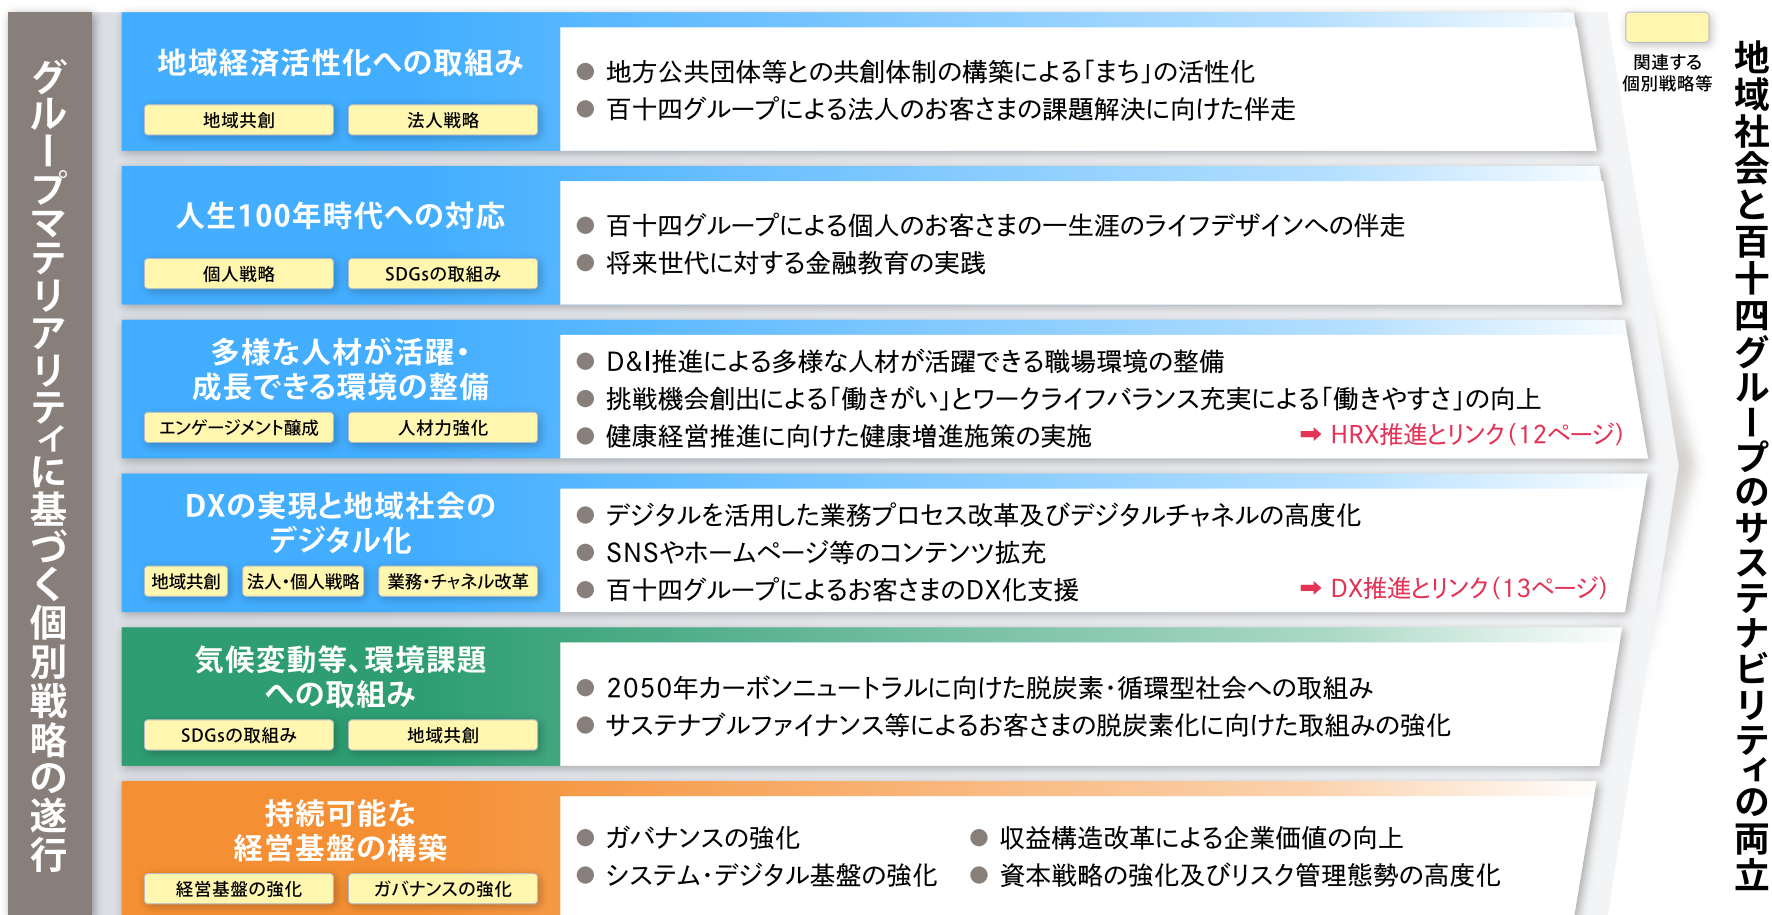 グループマテリアリティに基づく個別戦略の遂行
地域経済活性化への取組み
地域共創
法人戦略
● 地方公共団体等との共創体制の構築による「まち」の活性化
● 百十四グループによる法人のお客さまの課題解決に向けた伴走
人生100年時代への対応
個人戦略
SDGsの取組み
● 百十四グループによる個人のお客さまの一生涯のライフデザインへの伴走
● 将来世代に対する金融教育の実践
多様な人材が活躍・
成長できる環境の整備
エンゲージメント醸成
人材力強化
● D&I推進による多様な人材が活躍できる職場環境の整備
● 挑戦機会創出による「働きがい」とワークライフバランス充実による「働きやすさ」の向上
● 健康経営推進に向けた健康増進施策の実施
➡ HRX推進とリンク(12ページ)
DXの実現と地域社会の
デジタル化
地域共創
法人・個人戦略
業務・チャネル改革
● デジタルを活用した業務プロセス改革及びデジタルチャネルの高度化
● SNSやホームページ等のコンテンツ拡充
● 百十四グループによるお客さまのDX化支援
➡ DX推進とリンク(13ページ)
気候変動等、環境課題
への取組み
SDGsの取組み
地域共創
● 2050年カーボンニュートラルに向けた脱炭素・循環型社会への取組み
● サステナブルファイナンス等によるお客さまの脱炭素化に向けた取組みの強化
持続可能な
経営基盤の構築
経営基盤の強化
ガバナンスの強化
● ガバナンスの強化
● システム・デジタル基盤の強化
● 収益構造改革による企業価値の向上
● 資本戦略の強化及びリスク管理態勢の高度化
関連する
個別戦略等
地域社会と百十四グループのサステナビリティの両立